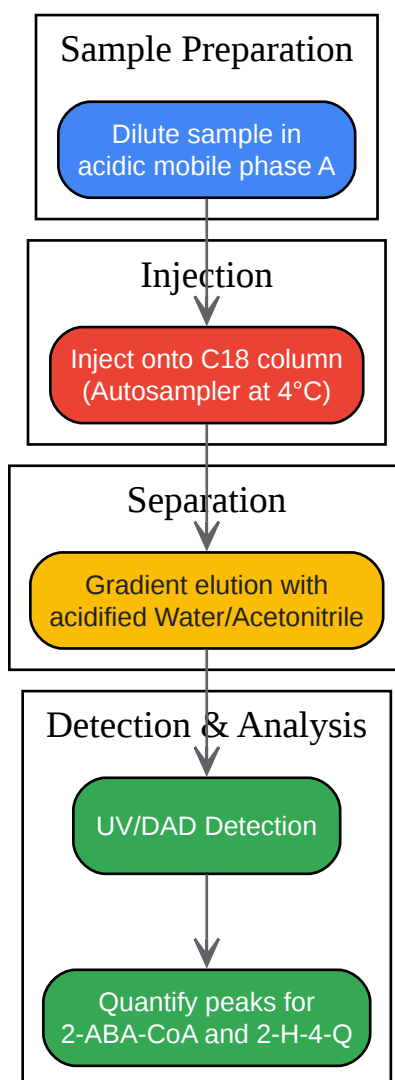 Sample Preparation
Dilute sample in
acidic mobile phase A
Injection
Inject onto C18 column
(Autosampler at 4°C)
Separation
Gradient elution with
acidified Water/Acetonitrile
Detection & Analysis
UV/DAD Detection
Quantify peaks for
2-ABA-CoA and 2-H-4-Q